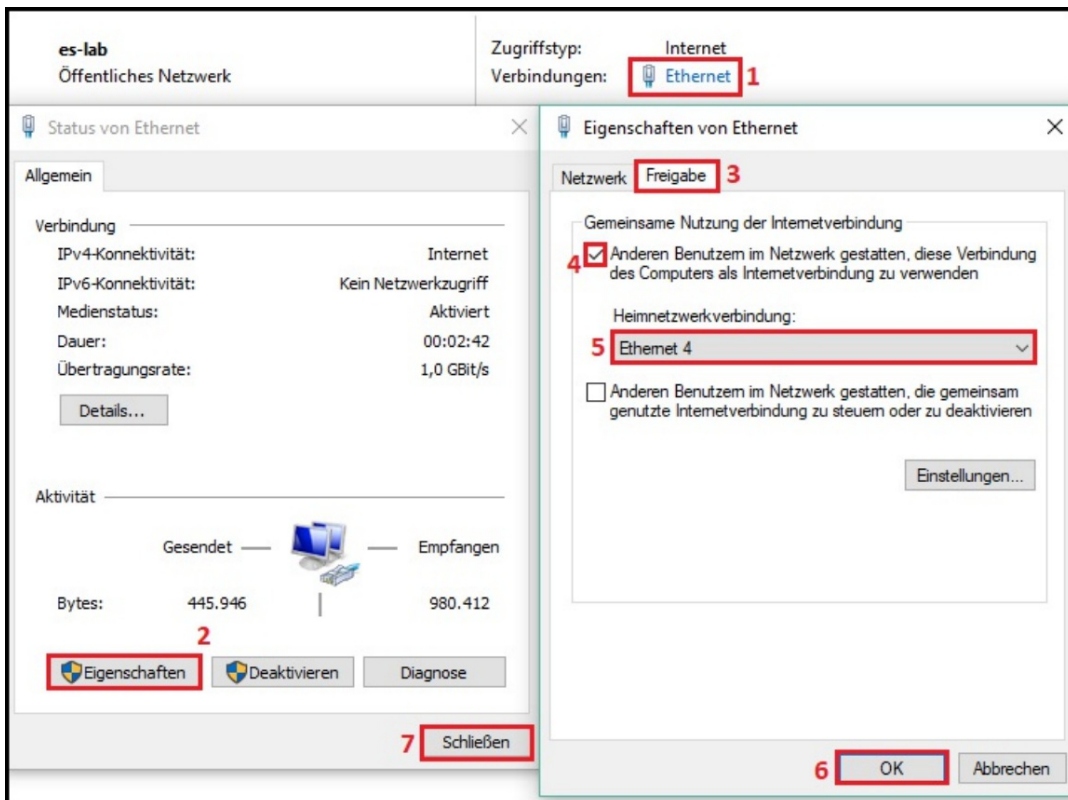 es-lab
Öffentliches Netzwerk
Zugriffstyp: Internet
Verbindungen: Ethernet 1
Status von Ethernet
Allgemein
Verbindung
IPv4-Konnektivität: Internet
IPv6-Konnektivität: Kein Netzwerkzugriff
Medienstatus: Aktiviert
Dauer: 00:02:42
Übertragungsrate: 1,0 GBit/s
Details...
Aktivität
Gesendet Empfangen
Bytes: 445.946 980.412
2
Eigenschaften Deaktivieren Diagnose
7 Schließen
Eigenschaften von Ethernet
Netzwerk Freigabe 3
Gemeinsame Nutzung der Internetverbindung
4 Anderen Benutzern im Netzwerk gestatten, diese Verbindung
des Computers als Internetverbindung zu verwenden
Heimnetzwerkverbindung:
5 Ethernet 4
Anderen Benutzern im Netzwerk gestatten, die gemeinsam
genutzte Internetverbindung zu steuern oder zu deaktivieren
Einstellungen...
6 OK Abbrechen